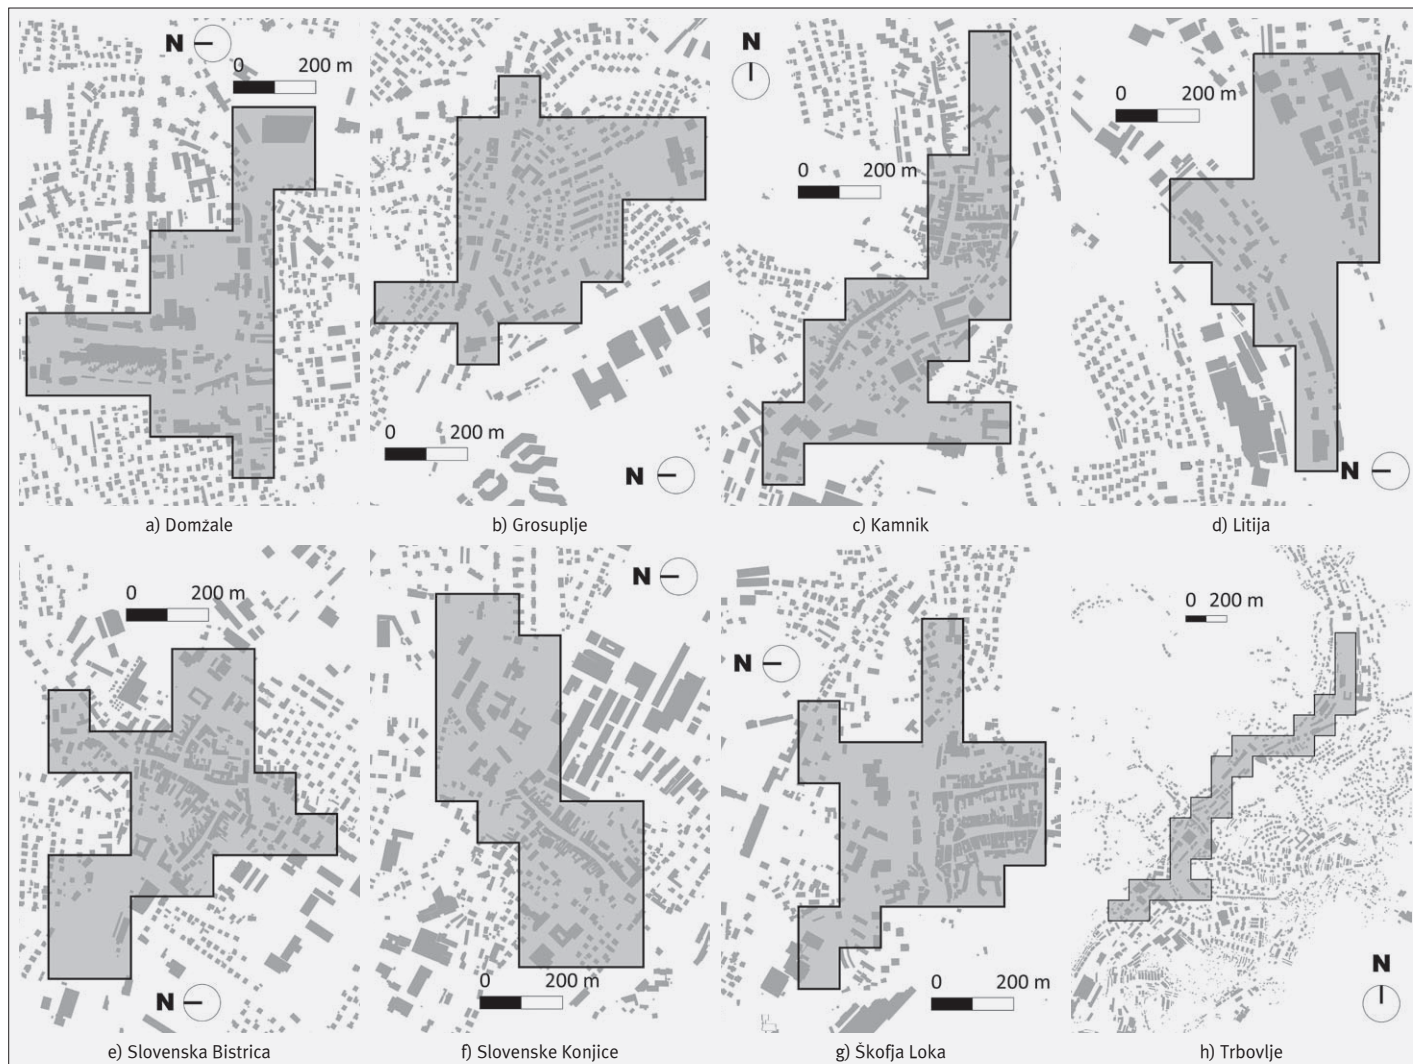 N
0 200 m
a) Domžale
0 200 m
N
b) Grosuplje
N
0 200 m
c) Kamnik
0 200 m
N
d) Litija
0 200 m
N
e) Slovenska Bistrica
N
0 200 m
f) Slovenske Konjice
N
0 200 m
g) Škofja Loka
0 200 m
N
h) Trbovlje